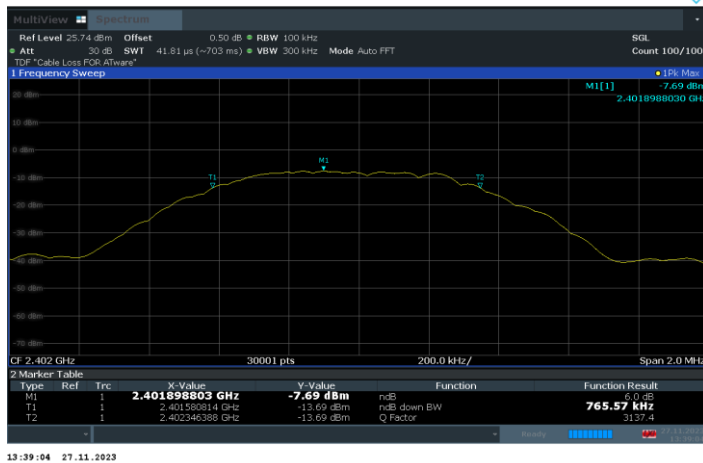 MultiView Spectrum
Ref Level 25.74 dBm Offset 0.50 dB RBW 100 kHz SGL
Att 30 dB SWT 41.81 µs (~703 ms) VBW 300 kHz Mode Auto FFT Count 100/100
TDF "Cable Loss FOR ATware"
1 Frequency Sweep 1Pk Max
M1[1] -7.69 dBm
2.4018988030 GHz
20 dBm
10 dBm
0 dBm
M1
-10 dBm
T1 T2
-20 dBm
-30 dBm
-40 dBm
-50 dBm
-60 dBm
-70 dBm
CF 2.402 GHz 30001 pts 200.0 kHz/ Span 2.0 MHz
2 Marker Table
Type Ref Trc X-Value Y-Value Function Function Result
M1 1 2.401898803 GHz -7.69 dBm ndB 6.0 dB
T1 1 2.401580814 GHz -13.69 dBm ndB down BW 765.57 kHz
T2 1 2.402346388 GHz -13.69 dBm Q Factor 3137.4
Ready 27.11.2023
13:39:04
13:39:04 27.11.2023